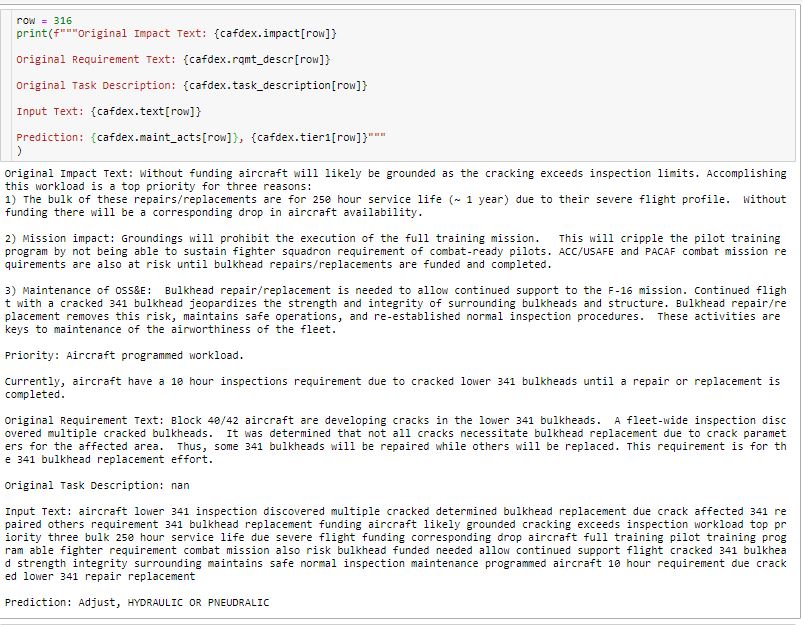 row = 316
print(f"""Original Impact Text: {cafdex.impact[row]}
Original Requirement Text: {cafdex.rqmt_descr[row]}
Original Task Description: {cafdex.task_description[row]}
Input Text: {cafdex.text[row]}
Prediction: {cafdex.maint_acts[row]}, {cafdex.tier1[row]}"""
)
Original Impact Text: Without funding aircraft will likely be grounded as the cracking exceeds inspection limits. Accomplishing
this workload is a top priority for three reasons:
1) The bulk of these repairs/replacements are for 250 hour service life (~ 1 year) due to their severe flight profile.  Without
funding there will be a corresponding drop in aircraft availability.
2) Mission impact: Groundings will prohibit the execution of the full training mission.   This will cripple the pilot training
program by not being able to sustain fighter squadron requirement of combat-ready pilots. ACC/USAFE and PACAF combat mission re
quirements are also at risk until bulkhead repairs/replacements are funded and completed.
3) Maintenance of OSS&E:  Bulkhead repair/replacement is needed to allow continued support to the F-16 mission. Continued fligh
t with a cracked 341 bulkhead jeopardizes the strength and integrity of surrounding bulkheads and structure. Bulkhead repair/re
placement removes this risk, maintains safe operations, and re-established normal inspection procedures.  These activities are
keys to maintenance of the airworthiness of the fleet.
Priority: Aircraft programmed workload.
Currently, aircraft have a 10 hour inspections requirement due to cracked lower 341 bulkheads until a repair or replacement is
completed.
Original Requirement Text: Block 40/42 aircraft are developing cracks in the lower 341 bulkheads.  A fleet-wide inspection disc
overed multiple cracked bulkheads.  It was determined that not all cracks necessitate bulkhead replacement due to crack paramet
ers for the affected area.  Thus, some 341 bulkheads will be repaired while others will be replaced. This requirement is for th
e 341 bulkhead replacement effort.
Original Task Description: nan
Input Text: aircraft lower 341 inspection discovered multiple cracked determined bulkhead replacement due crack affected 341 re
paired others requirement 341 bulkhead replacement funding aircraft likely grounded cracking exceeds inspection workload top pr
iority three bulk 250 hour service life due severe flight funding corresponding drop aircraft full training pilot training prog
ram able fighter requirement combat mission also risk bulkhead funded needed allow continued support flight cracked 341 bulkhea
d strength integrity surrounding maintains safe normal inspection maintenance programmed aircraft 10 hour requirement due crack
ed lower 341 repair replacement
Prediction: Adjust, HYDRAULIC OR PNEUDRALIC